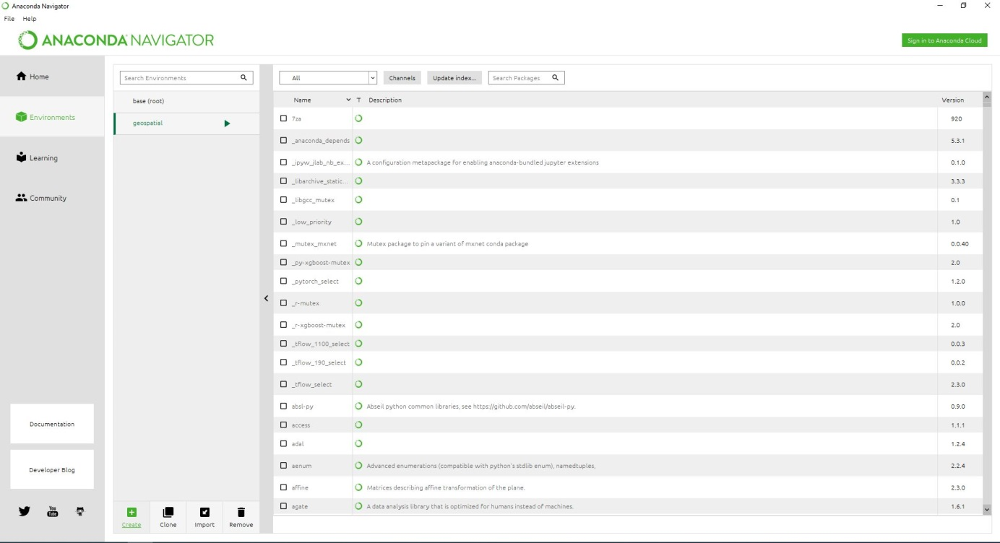 Anaconda Navigator
File Help
ANACONDA NAVIGATOR
Sign in to Anaconda Cloud
Home
Environments
Learning
Community
Documentation
Developer Blog
You Tube
Search Environments
base (root)
geospatial
Create Clone Import Remove
All Channels Update index... Search Packages
Name T Description Version
7za 920
_anaconda_depends 5.3.1
_ipyw_jlab_nb_ex... A configuration metapackage for enabling anaconda-bundled jupyter extensions 0.1.0
_libarchive_static... 3.3.3
_libgcc_mutex 0.1
_low_priority 1.0
_mutex_mxnet Mutex package to pin a variant of mxnet conda package 0.0.40
_py-xgboost-mutex 2.0
_pytorch_select 1.2.0
_r-mutex 1.0.0
_r-xgboost-mutex 2.0
_tflow_1100_select 0.0.3
_tflow_190_select 0.0.2
_tflow_select 2.3.0
absl-py Abseil python common libraries, see https://github.com/abseil/abseil-py. 0.9.0
access 1.1.1
adal 1.2.4
aenum Advanced enumerations (compatible with python's stdlib enum), namedtuples, 2.2.4
affine Matrices describing affine transformation of the plane. 2.3.0
agate A data analysis library that is optimized for humans instead of machines. 1.6.1